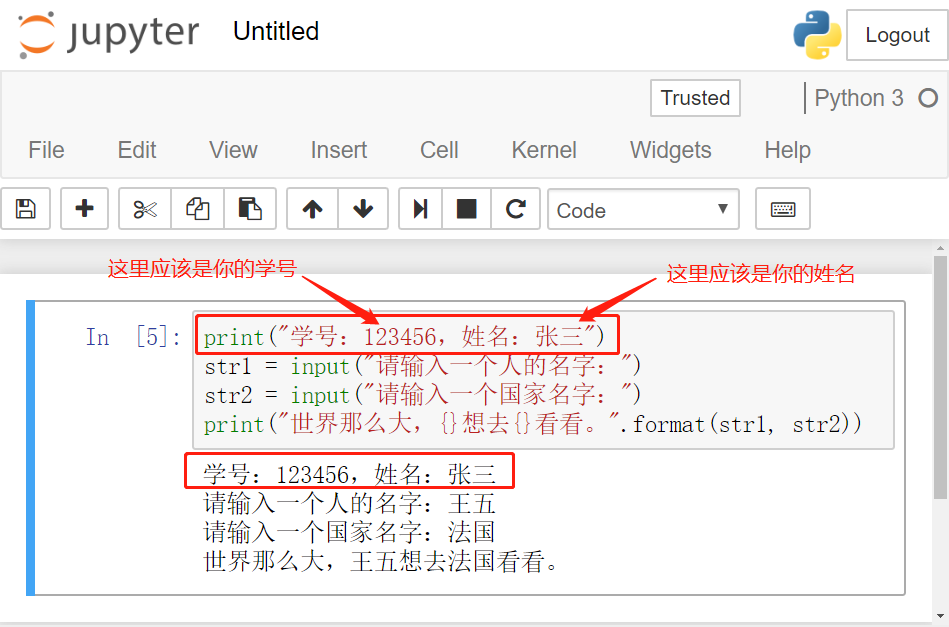 jupyter Untitled Logout
Trusted Python 3
File Edit View Insert Cell Kernel Widgets Help
Code
这里应该是你的学号 这里应该是你的姓名
In [5]: print("学号：123456，姓名：张三")
str1 = input("请输入一个人的名字：")
str2 = input("请输入一个国家名字：")
print("世界那么大，{}想去{}看看。".format(str1, str2))
学号：123456，姓名：张三
请输入一个人的名字：王五
请输入一个国家名字：法国
世界那么大，王五想去法国看看。